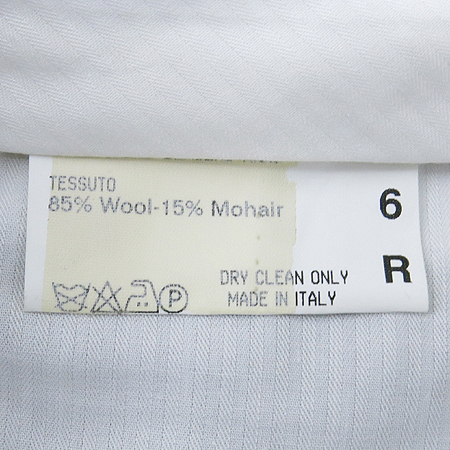 TESSUTO
85% Wool-15% Mohair
6
R
DRY CLEAN ONLY
MADE IN ITALY
P